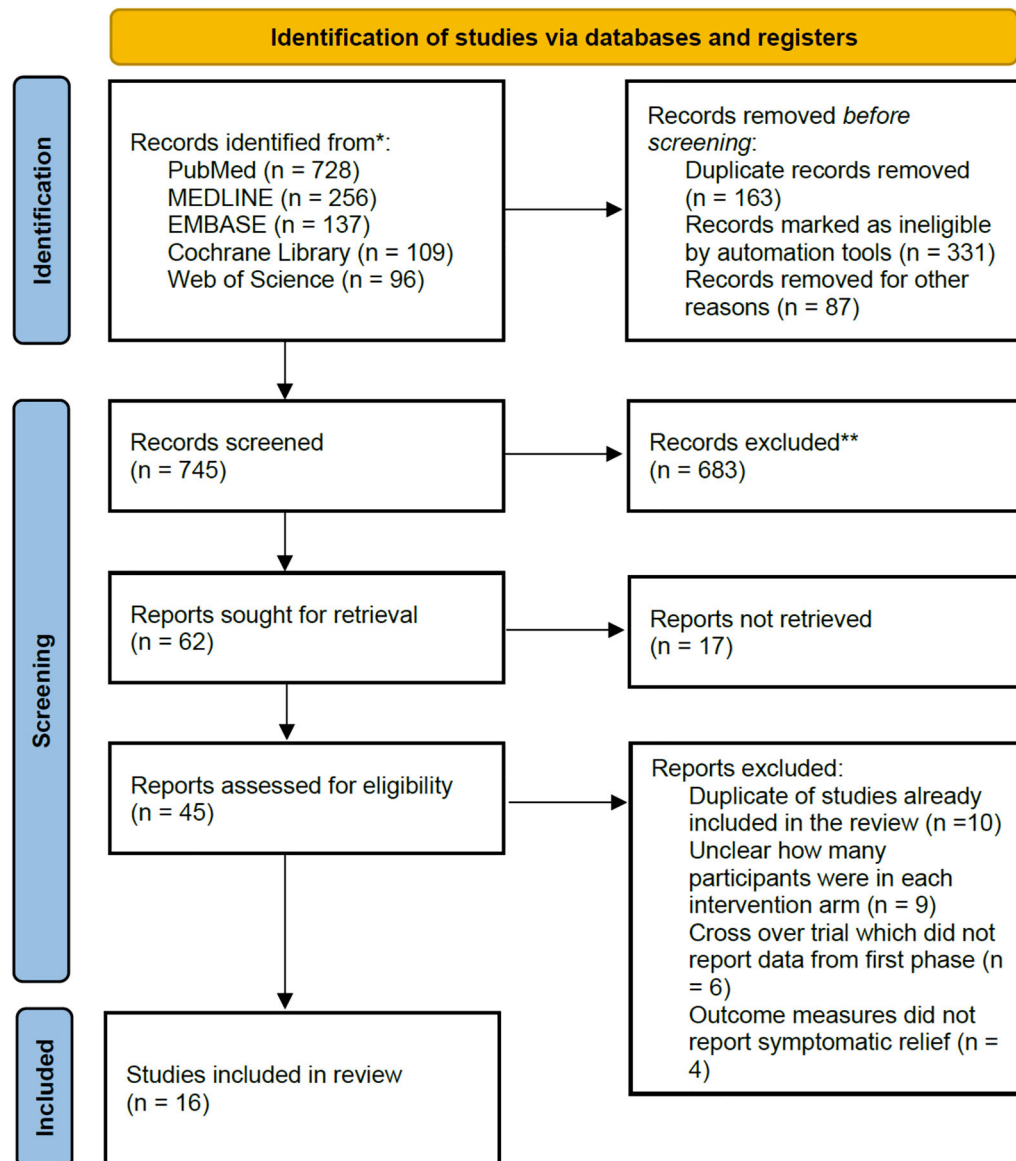 Identification of studies via databases and registers
Identification
Records identified from*:
PubMed (n = 728)
MEDLINE (n = 256)
EMBASE (n = 137)
Cochrane Library (n = 109)
Web of Science (n = 96)
Records removed before
screening:
Duplicate records removed
(n = 163)
Records marked as ineligible
by automation tools (n = 331)
Records removed for other
reasons (n = 87)
Screening
Records screened
(n = 745)
Records excluded**
(n = 683)
Reports sought for retrieval
(n = 62)
Reports not retrieved
(n = 17)
Reports assessed for eligibility
(n = 45)
Reports excluded:
Duplicate of studies already
included in the review (n =10)
Unclear how many
participants were in each
intervention arm (n = 9)
Cross over trial which did not
report data from first phase (n
= 6)
Outcome measures did not
report symptomatic relief (n =
4)
Included
Studies included in review
(n = 16)